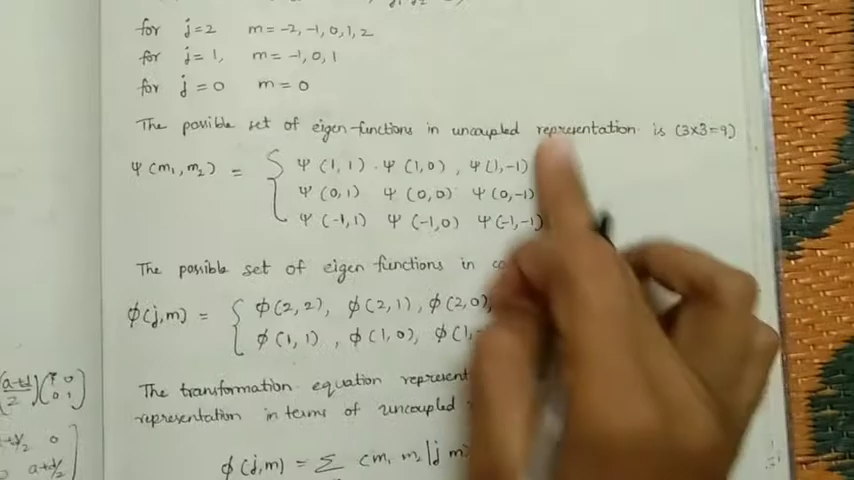 for j=2 m=-2,-1,0,1,2
for j=1, m=-1,0,1
for j=0 m=0
The possible set of eigen-functions in uncoupled representation is (3x3=9)
ψ(m₁,m₂) = { ψ(1,1). ψ(1,0), ψ(1,-1)
ψ(0,1) ψ(0,0) ψ(0,-1)
ψ(-1,1) ψ(-1,0) ψ(-1,-1)
The possible set of eigen functions in
ϕ(j,m) = { ϕ(2,2), ϕ(2,1), ϕ(2,0),
ϕ(1,1), ϕ(1,0), ϕ(1,
The transformation equation
representation in terms of uncoupled
ϕ(j,m) = Σ (m₁ m₂|j m